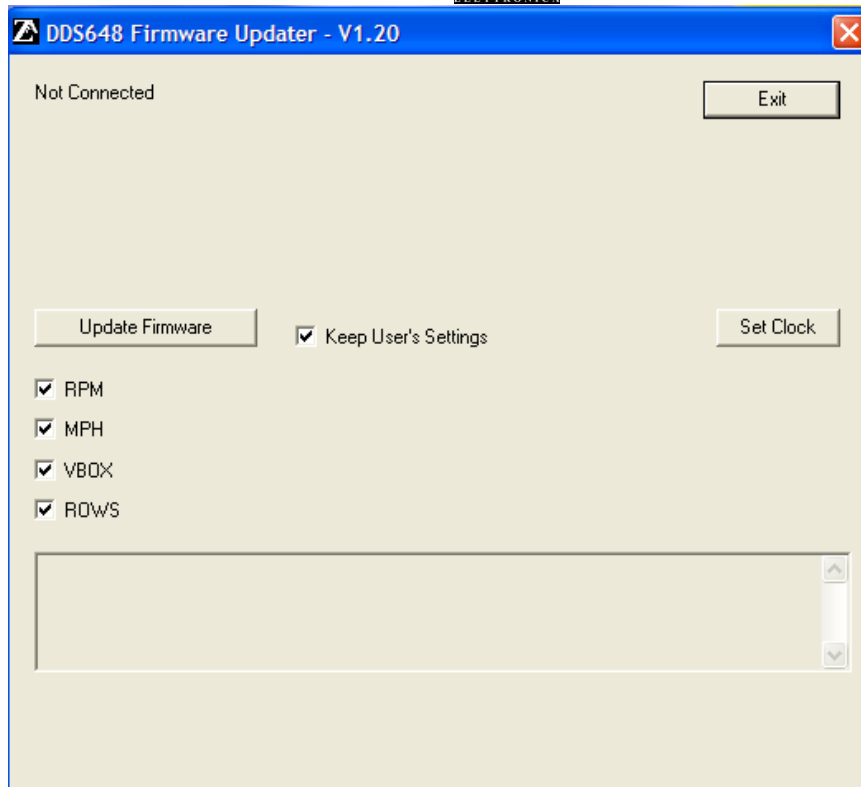 DDS648 Firmware Updater - V1.20
Not Connected
Exit
Update Firmware
Keep User's Settings
Set Clock
RPM
MPH
VBOX
ROWS